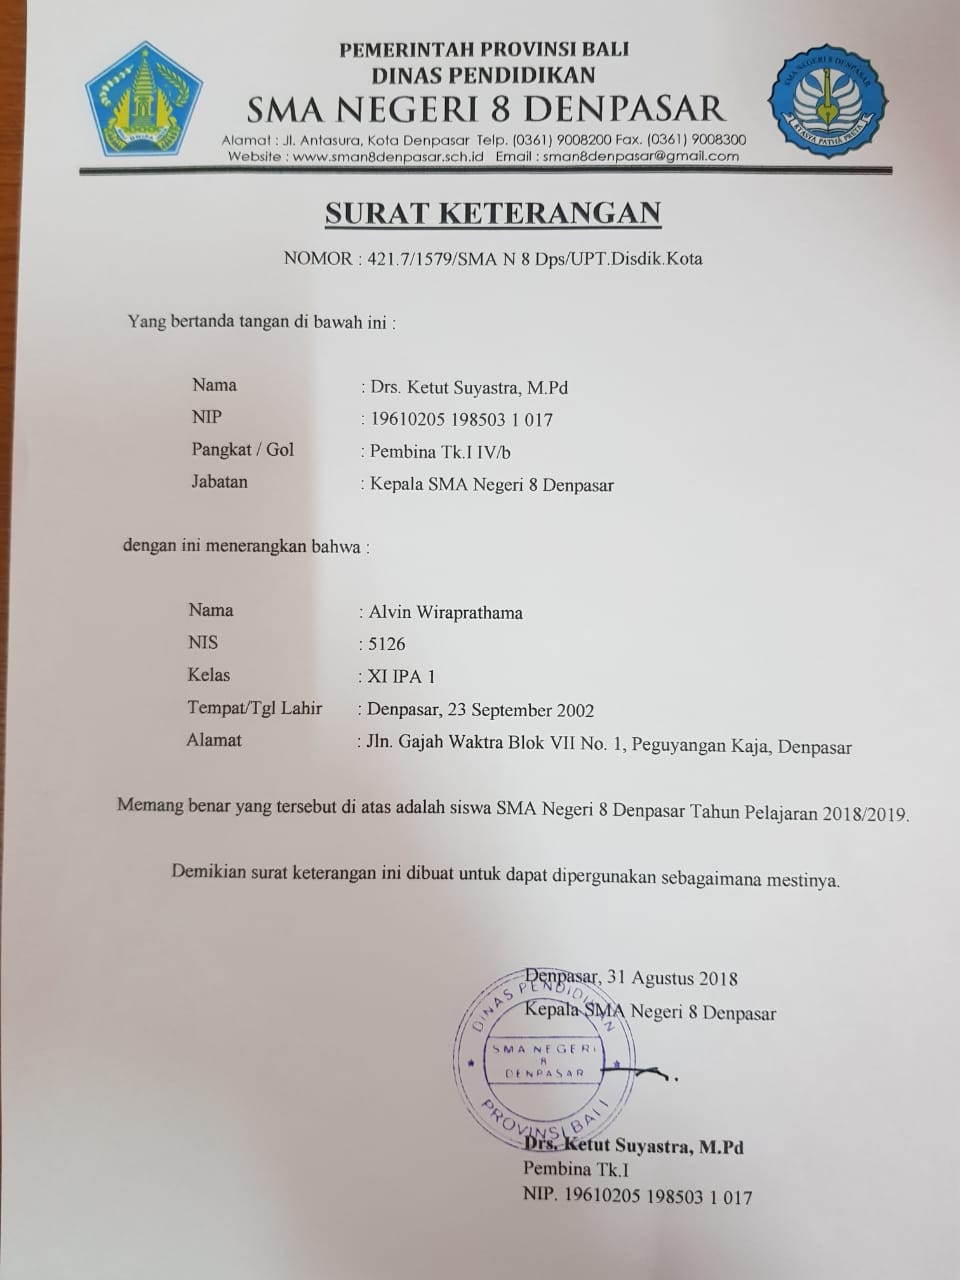 PEMERINTAH PROVINSI BALI
DINAS PENDIDIKAN
SMA NEGERI 8 DENPASAR
Alamat : Jl. Antasura, Kota Denpasar Telp. (0361) 9008200 Fax. (0361) 9008300
Website : www.sman8denpasar.sch.id Email : sman8denpasar@gmail.com
SMA NEGERI 8 DENPASAR
SURAT KETERANGAN
NOMOR : 421.7/1579/SMA N 8 Dps/UPT.Disdik.Kota
Yang bertanda tangan di bawah ini :
Nama : Drs. Ketut Suyastra, M.Pd
NIP : 19610205 198503 1 017
Pangkat / Gol : Pembina Tk.I IV/b
Jabatan : Kepala SMA Negeri 8 Denpasar
dengan ini menerangkan bahwa :
Nama : Alvin Wiraprathama
NIS : 5126
Kelas : XI IPA 1
Tempat/Tgl Lahir : Denpasar, 23 September 2002
Alamat : Jln. Gajah Waktra Blok VII No. 1, Peguyangan Kaja, Denpasar
Memang benar yang tersebut di atas adalah siswa SMA Negeri 8 Denpasar Tahun Pelajaran 2018/2019.
Demikian surat keterangan ini dibuat untuk dapat dipergunakan sebagaimana mestinya.
Denpasar, 31 Agustus 2018
Kepala SMA Negeri 8 Denpasar
DINAS PENDIDIKAN
SMA NEGERI
8
DENPASAR
PROVINSI BALI
Drs. Ketut Suyastra, M.Pd
Pembina Tk.I
NIP. 19610205 198503 1 017